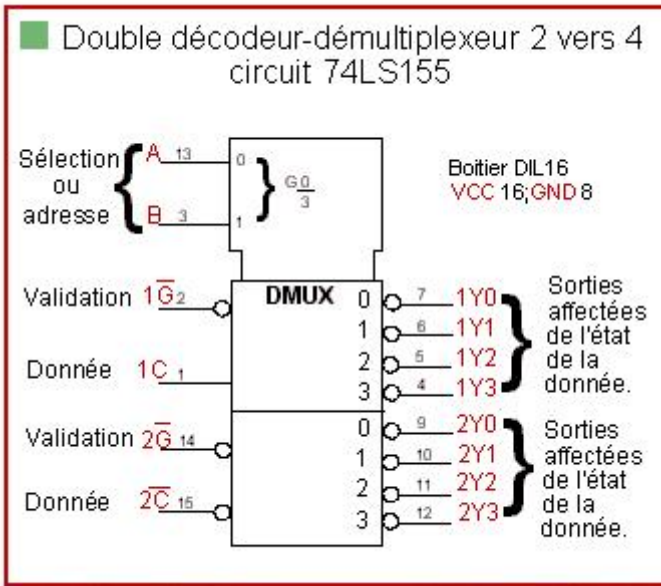 Double décodeur-démultiplexeur 2 vers 4
circuit 74LS155
Sélection
ou
adresse
A 13
B 3
0
1
G 0/3
Boitier DIL16
VCC 16;GND 8
Validation 1G̅ 2
Donnée 1C 1
Validation 2G̅ 14
Donnée 2C̅ 15
DMUX
0 7 1Y0
1 6 1Y1
2 5 1Y2
3 4 1Y3
Sorties
affectées
de l'état
de la
donnée.
0 9 2Y0
1 10 2Y1
2 11 2Y2
3 12 2Y3
Sorties
affectées
de l'état
de la
donnée.